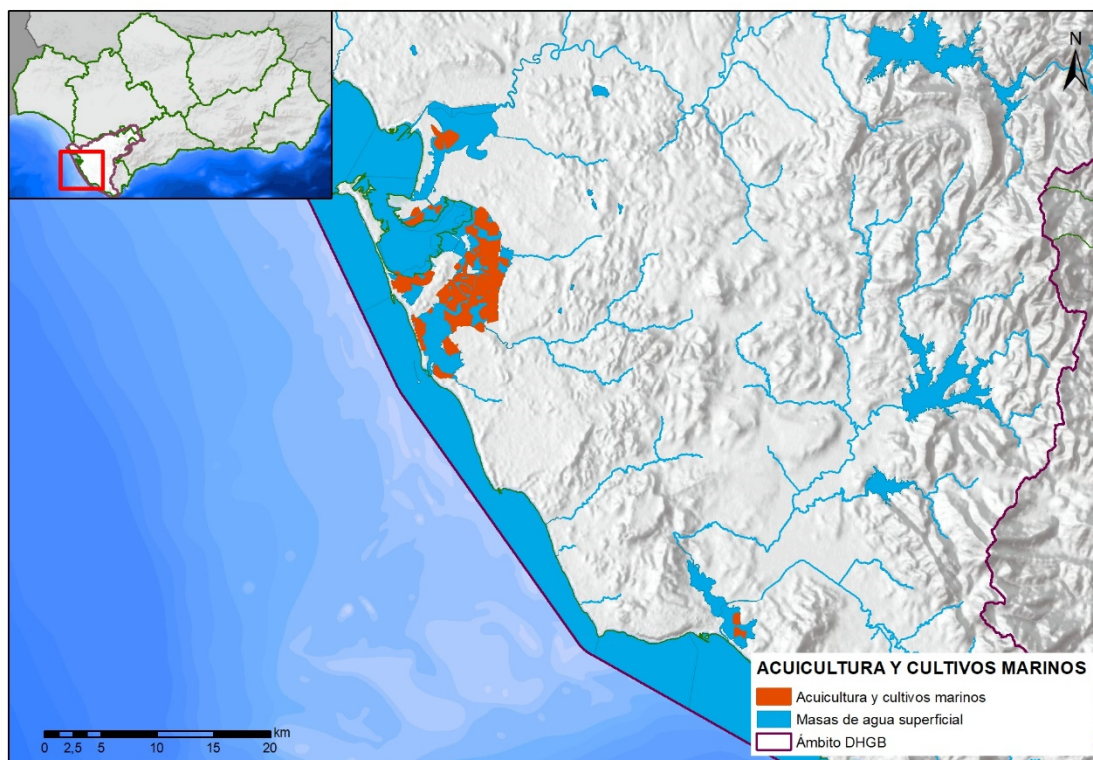 N
ACUICULTURA Y CULTIVOS MARINOS
Acuicultura y cultivos marinos
Masas de agua superficial
Ámbito DHGB
km
0 2,5 5 10 15 20